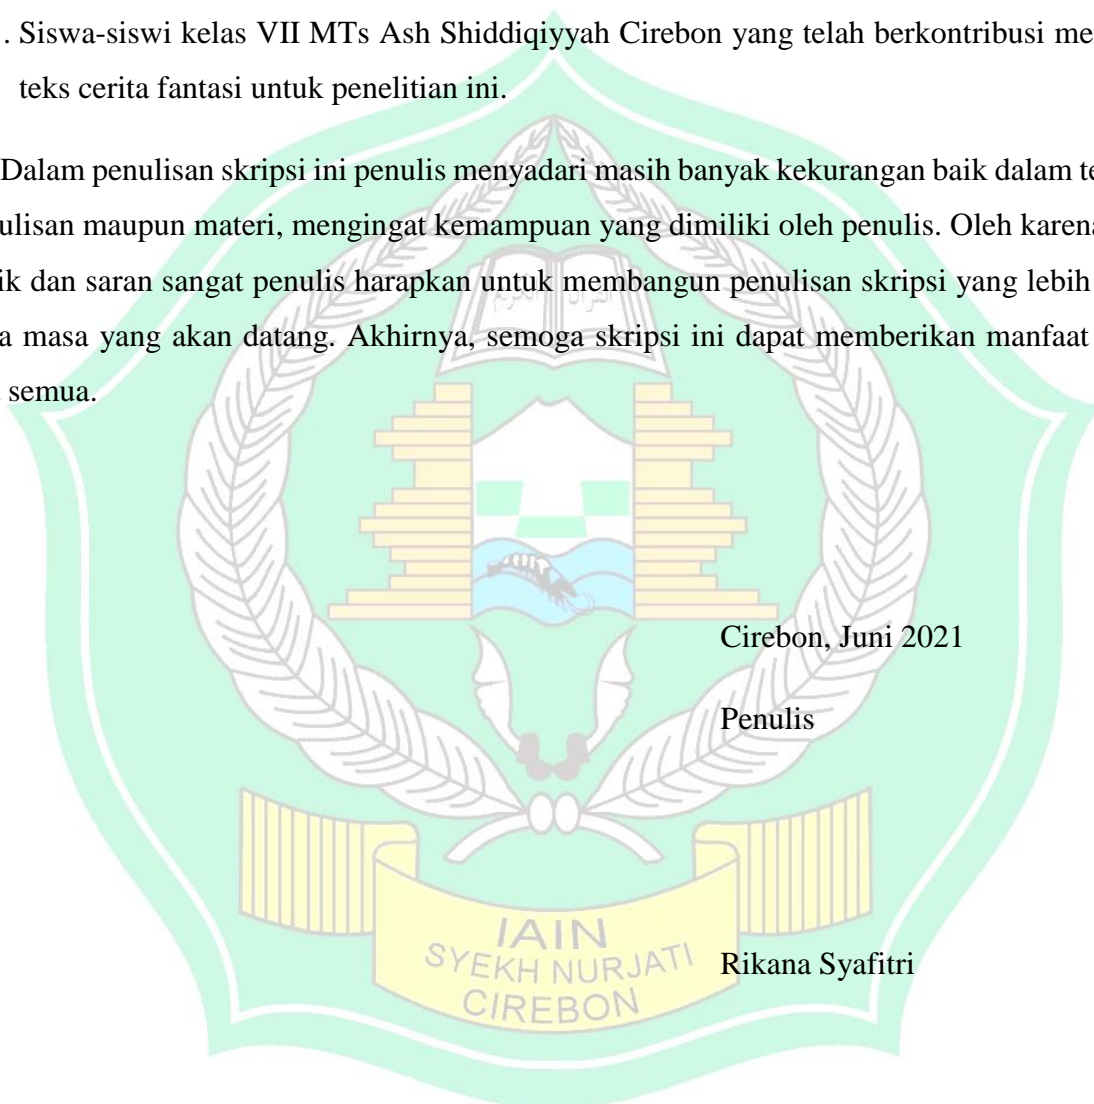 . Siswa-siswi kelas VII MTs Ash Shiddiqiyyah Cirebon yang telah berkontribusi me
teks cerita fantasi untuk penelitian ini.
Dalam penulisan skripsi ini penulis menyadari masih banyak kekurangan baik dalam te
ulisan maupun materi, mengingat kemampuan yang dimiliki oleh penulis. Oleh karena
ik dan saran sangat penulis harapkan untuk membangun penulisan skripsi yang lebih
a masa yang akan datang. Akhirnya, semoga skripsi ini dapat memberikan manfaat
semua.
Cirebon, Juni 2021
Penulis
Rikana Syafitri
IAIN
SYEKH NURJATI
CIREBON